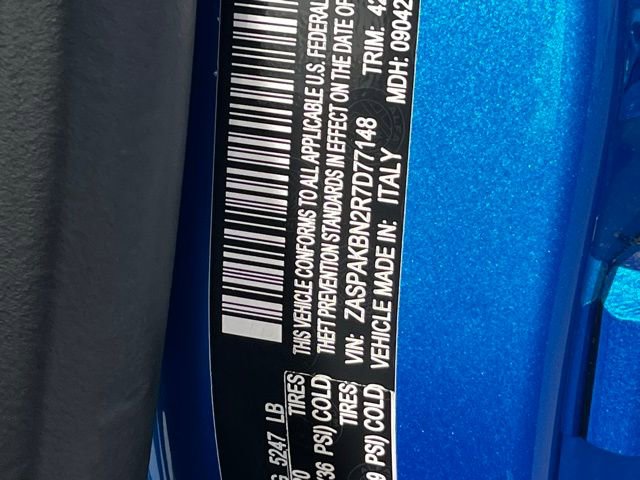 G 5247 LB
TIRES
(36 PSI) COLD
TIRES
9 PSI) COLD
THIS VEHICLE CONFORMS TO ALL APPLICABLE U.S. FEDERAL
THEFT PREVENTION STANDARDS IN EFFECT ON THE DATE OF
VIN: ZASPAKBN2R7D77148 TRIM: 42
VEHICLE MADE IN: ITALY MDH: 09042